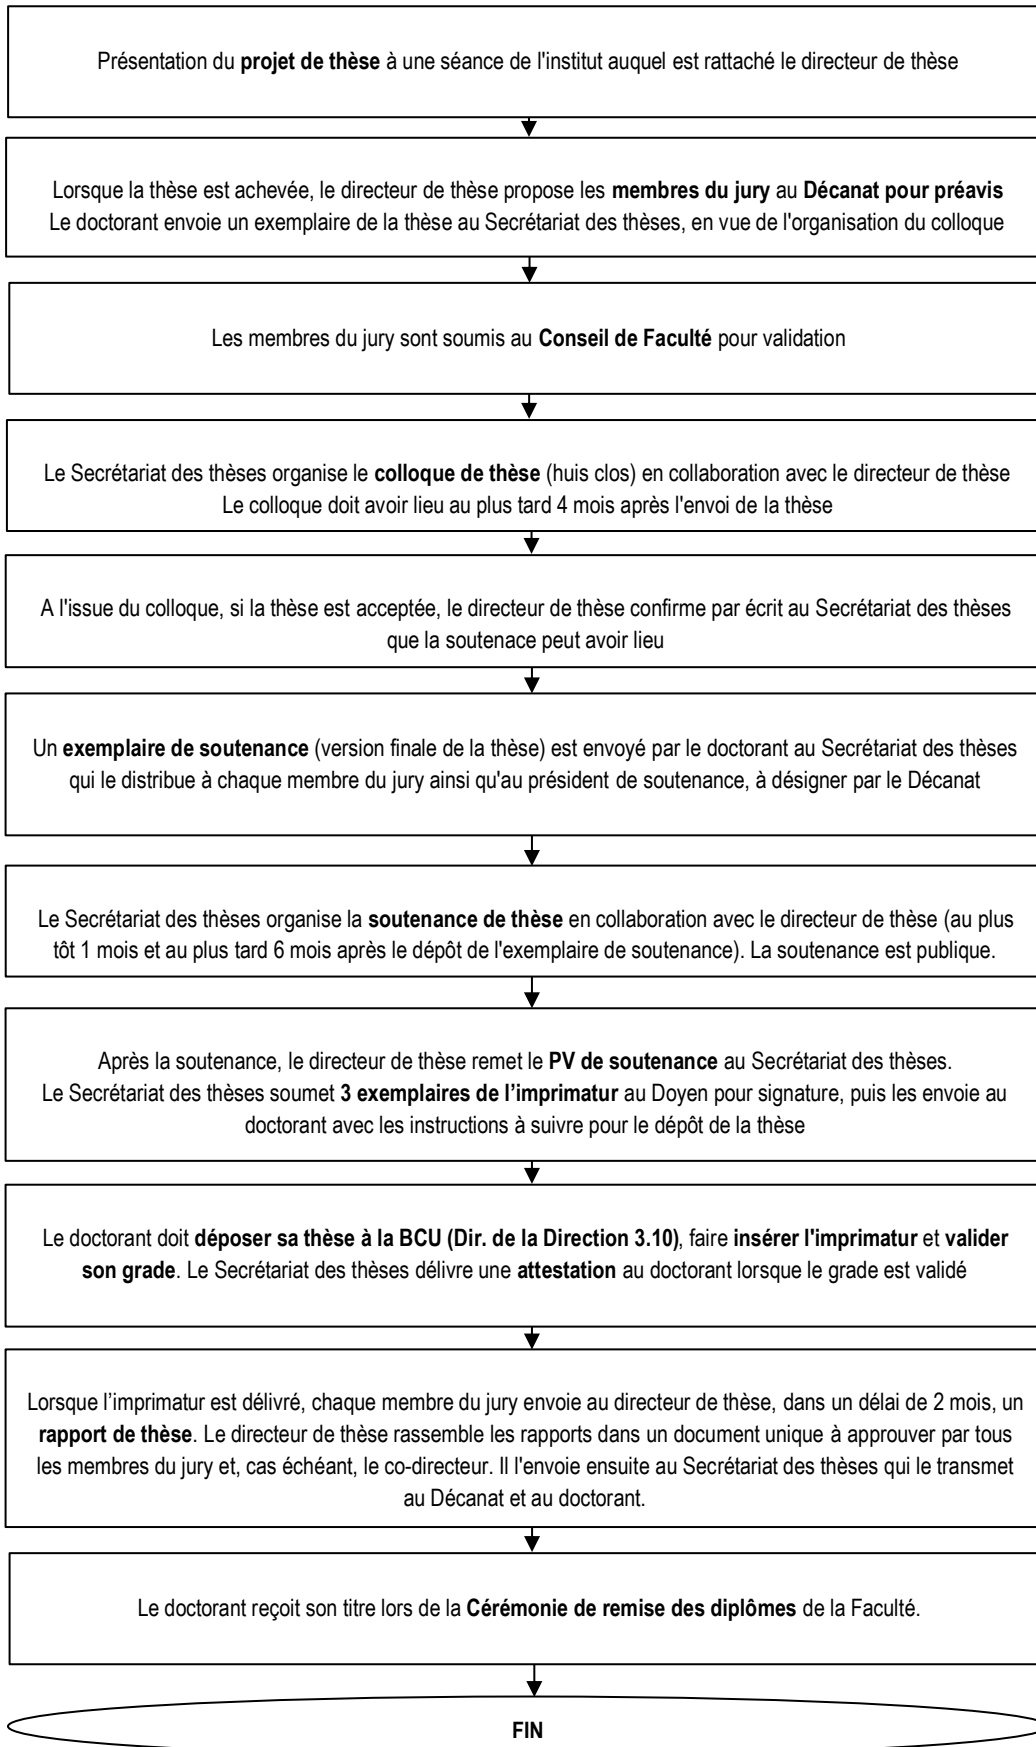 Présentation du projet de thèse à une séance de l'institut auquel est rattaché le directeur de thèse
Lorsque la thèse est achevée, le directeur de thèse propose les membres du jury au Décanat pour préavis
Le doctorant envoie un exemplaire de la thèse au Secrétariat des thèses, en vue de l'organisation du colloque
Les membres du jury sont soumis au Conseil de Faculté pour validation
Le Secrétariat des thèses organise le colloque de thèse (huis clos) en collaboration avec le directeur de thèse
Le colloque doit avoir lieu au plus tard 4 mois après l'envoi de la thèse
A l'issue du colloque, si la thèse est acceptée, le directeur de thèse confirme par écrit au Secrétariat des thèses
que la soutenace peut avoir lieu
Un exemplaire de soutenance (version finale de la thèse) est envoyé par le doctorant au Secrétariat des thèses
qui le distribue à chaque membre du jury ainsi qu'au président de soutenance, à désigner par le Décanat
Le Secrétariat des thèses organise la soutenance de thèse en collaboration avec le directeur de thèse (au plus
tôt 1 mois et au plus tard 6 mois après le dépôt de l'exemplaire de soutenance). La soutenance est publique.
Après la soutenance, le directeur de thèse remet le PV de soutenance au Secrétariat des thèses.
Le Secrétariat des thèses soumet 3 exemplaires de l’imprimatur au Doyen pour signature, puis les envoie au
doctorant avec les instructions à suivre pour le dépôt de la thèse
Le doctorant doit déposer sa thèse à la BCU (Dir. de la Direction 3.10), faire insérer l'imprimatur et valider
son grade. Le Secrétariat des thèses délivre une attestation au doctorant lorsque le grade est validé
Lorsque l’imprimatur est délivré, chaque membre du jury envoie au directeur de thèse, dans un délai de 2 mois, un
rapport de thèse. Le directeur de thèse rassemble les rapports dans un document unique à approuver par tous
les membres du jury et, cas échéant, le co-directeur. Il l'envoie ensuite au Secrétariat des thèses qui le transmet
au Décanat et au doctorant.
Le doctorant reçoit son titre lors de la Cérémonie de remise des diplômes de la Faculté.
FIN